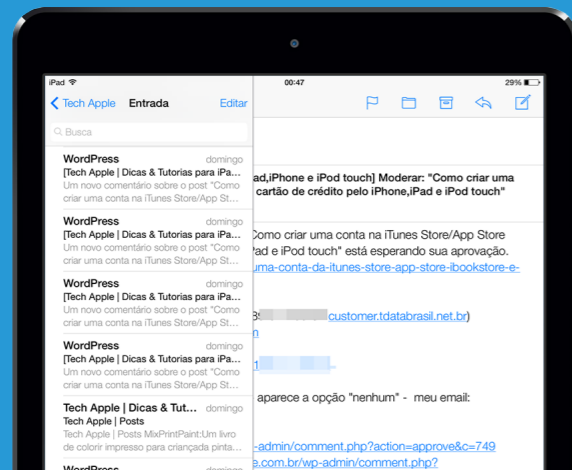 iPad 00:47 29%
Tech Apple Entrada Editar
Busca
WordPress domingo
[Tech Apple | Dicas & Tutorias para iPa...
Um novo comentário sobre o post "Como
criar uma conta na iTunes Store/App St...
WordPress domingo
[Tech Apple | Dicas & Tutorias para iPa...
Um novo comentário sobre o post "Como
criar uma conta na iTunes Store/App St...
WordPress domingo
[Tech Apple | Dicas & Tutorias para iPa...
Um novo comentário sobre o post "Como
criar uma conta na iTunes Store/App St...
WordPress domingo
[Tech Apple | Dicas & Tutorias para iPa...
Um novo comentário sobre o post "Como
criar uma conta na iTunes Store/App St...
Tech Apple | Dicas & Tut... domingo
Tech Apple | Posts
Tech Apple | Posts MixPrintPaint:Um livro
de colorir impresso para criançada pinta...
WordPress domingo
ad,iPhone e iPod touch] Moderar: "Como criar uma
cartão de crédito pelo iPhone,iPad e iPod touch"
Como criar uma conta na iTunes Store/App Store
Pad e iPod touch" está esperando sua aprovação.
uma-conta-da-itunes-store-app-store-ibookstore-e-
customer.tdatabrasil.net.br)
aparece a opção "nenhum" - meu email:
-admin/comment.php?action=approve&c=749
e.com.br/wp-admin/comment.php?